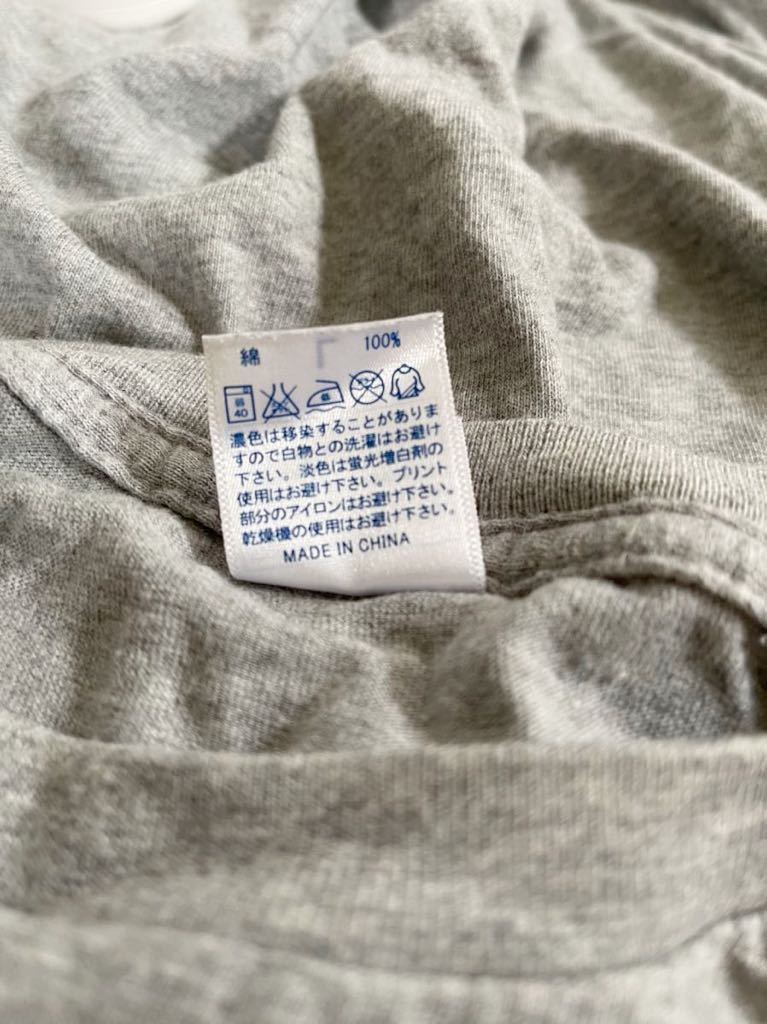 綿 100%
弱 40
濃色は移染することがありま
すので白物との洗濯はお避け
下さい。淡色は蛍光増白剤の
使用はお避け下さい。プリント
部分のアイロンはお避け下さい。
乾燥機の使用はお避け下さい。
MADE IN CHINA